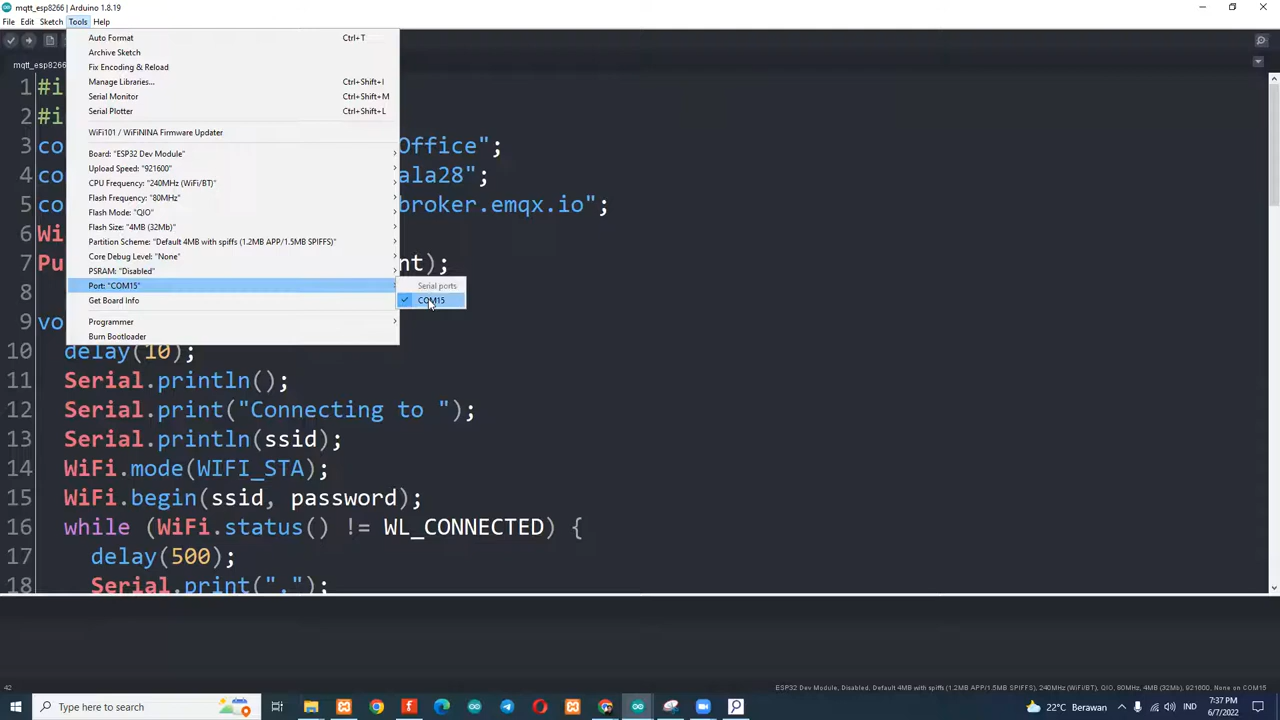 mqtt_esp8266 | Arduino 1.8.19
File Edit Sketch Tools Help
Auto Format Ctrl+T
Archive Sketch
Fix Encoding & Reload
Manage Libraries... Ctrl+Shift+I
Serial Monitor Ctrl+Shift+M
Serial Plotter Ctrl+Shift+L
WiFi101 / WiFiNINA Firmware Updater
Board: "ESP32 Dev Module"
Upload Speed: "921600"
CPU Frequency: "240MHz (WiFi/BT)"
Flash Frequency: "80MHz"
Flash Mode: "QIO"
Flash Size: "4MB (32Mb)"
Partition Scheme: "Default 4MB with spiffs (1.2MB APP/1.5MB SPIFFS)"
Core Debug Level: "None"
PSRAM: "Disabled"
Port: "COM15"
Get Board Info
Programmer
Burn Bootloader
Serial ports
COM15
mqtt_esp8266
1 #i
2 #i
3 co Office";
4 co ala28";
5 co broker.emqx.io";
6 Wi
7 Pu nt);
8
9 vo
10 delay(10);
11 Serial.println();
12 Serial.print("Connecting to ");
13 Serial.println(ssid);
14 WiFi.mode(WIFI_STA);
15 WiFi.begin(ssid, password);
16 while (WiFi.status() != WL_CONNECTED) {
17 delay(500);
18 Serial.print(".");
42 ESP32 Dev Module, Disabled, Default 4MB with spiffs (1.2MB APP/1.5MB SPIFFS), 240MHz (WiFi/BT), QIO, 80MHz, 4MB (32Mb), 921600, None on COM15
Type here to search
22°C Berawan
IND
7:37 PM
6/7/2022